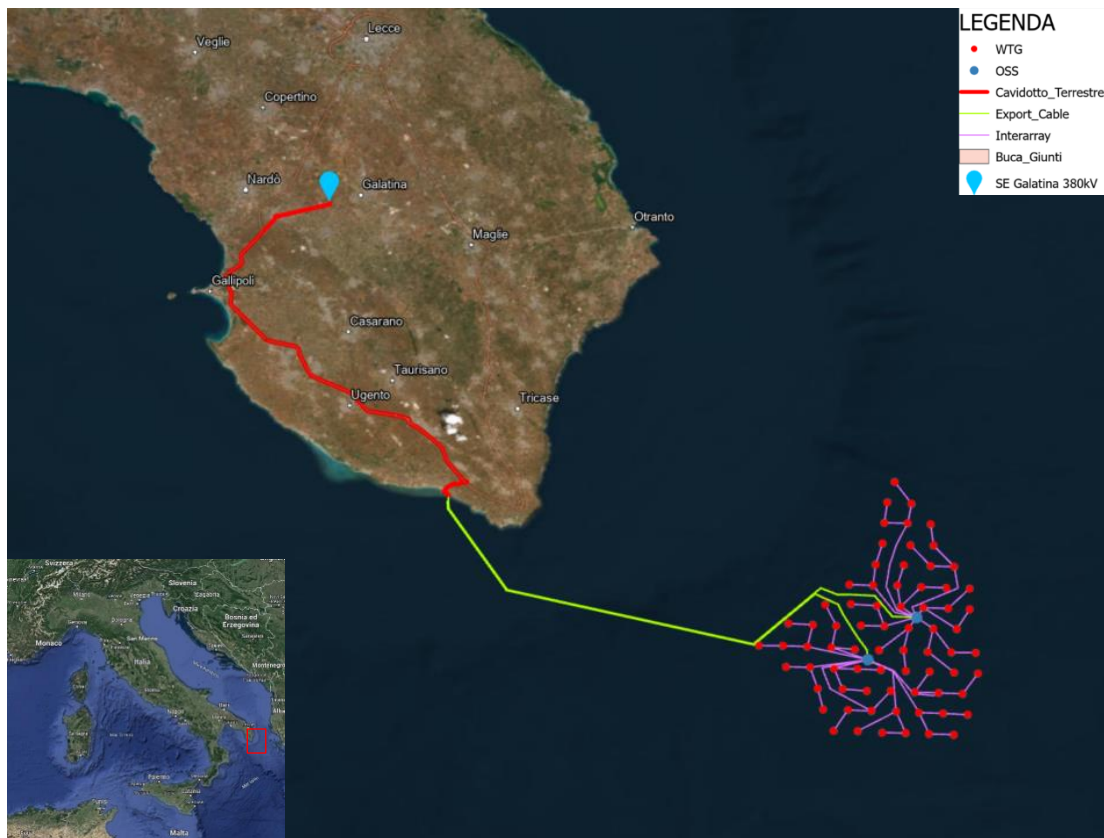 LEGENDA
WTG
OSS
Cavidotto_Terrestre
Export_Cable
Interarray
Buca_Giunti
SE Galatina 380kV
Lecce
Veglie
Copertino
Nardò
Galatina
Otranto
Maglie
Gallipoli
Casarano
Taurisano
Ugento
Tricase
Svizzera
Slovenia
Croazia
Bosnia ed
Erzegovina
Monaco
Italia
Montenegro
Malta